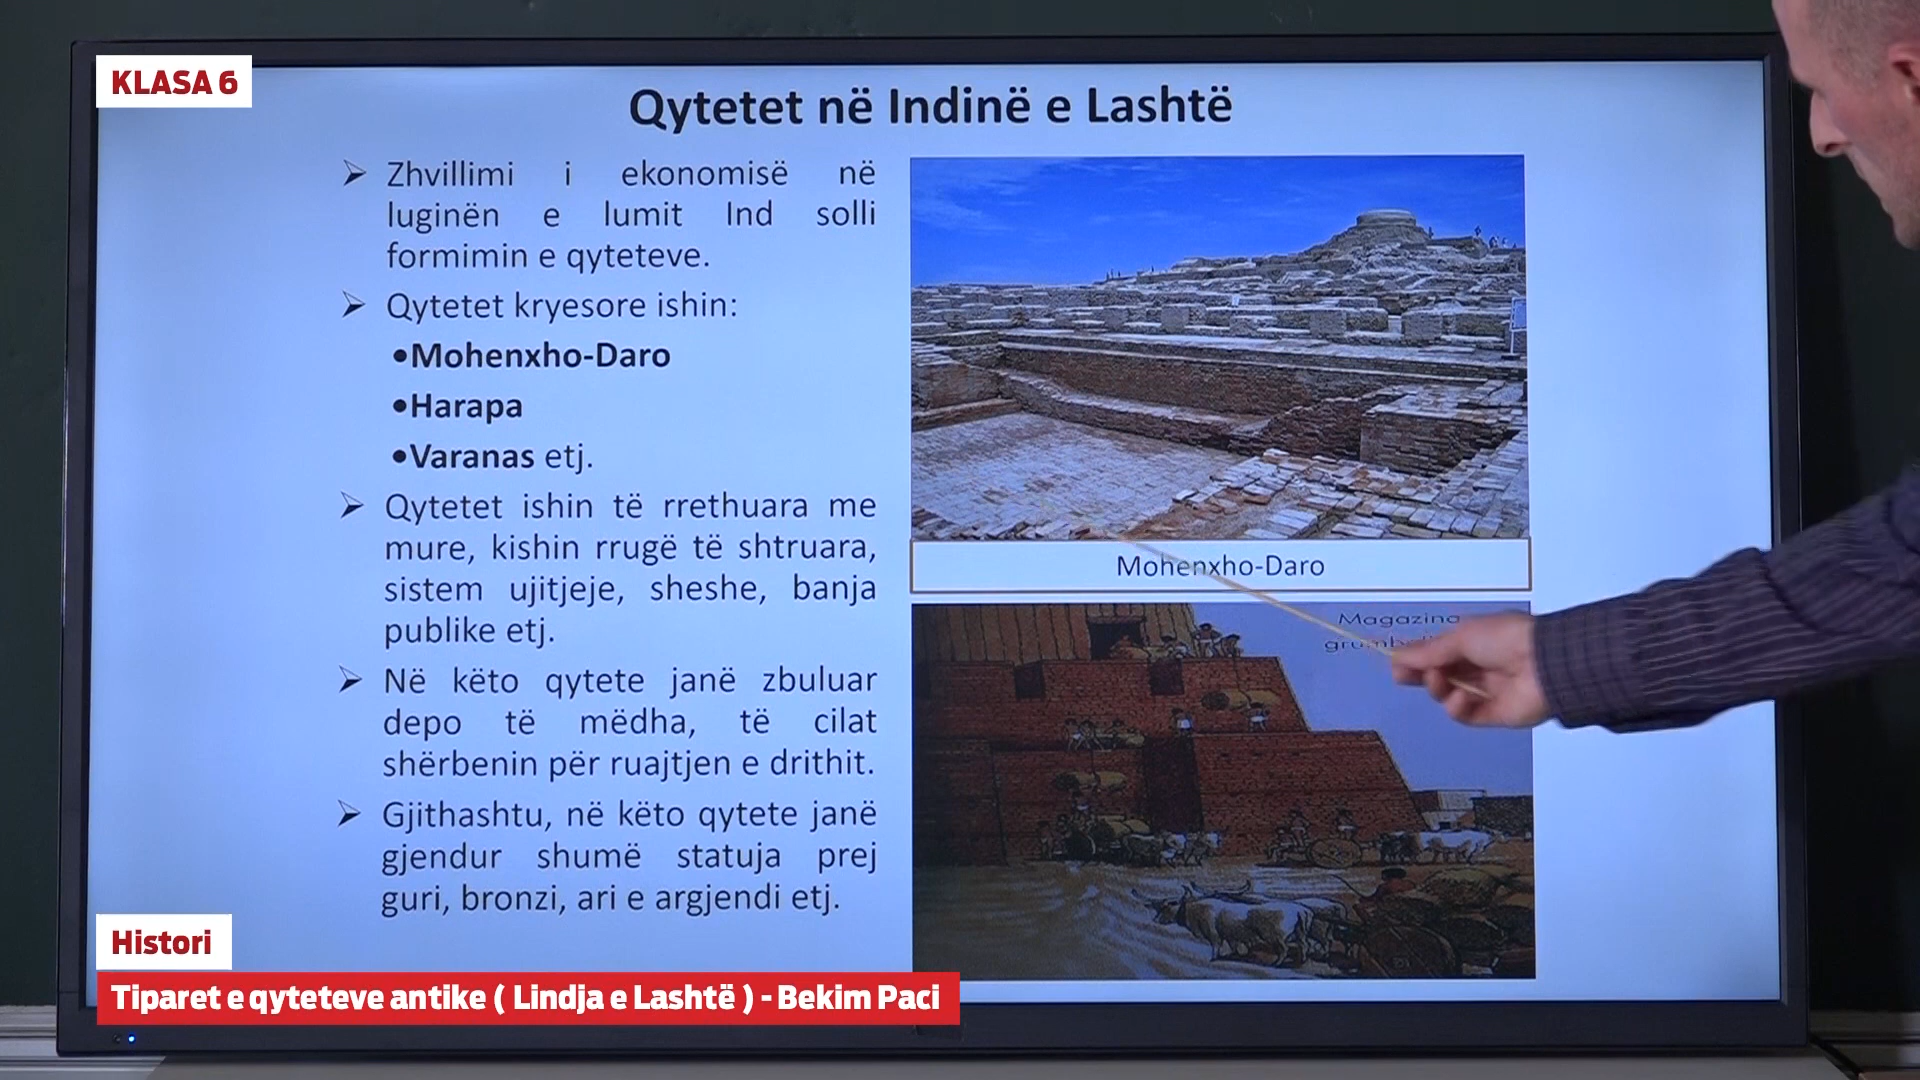 KLASA 6
Qytetet në Indinë e Lashtë
➢ Zhvillimi i ekonomisë në
luginën e lumit Ind solli
formimin e qyteteve.
➢ Qytetet kryesore ishin:
•Mohenxho-Daro
•Harapa
•Varanas etj.
➢ Qytetet ishin të rrethuara me
mure, kishin rrugë të shtruara,
sistem ujitjeje, sheshe, banja
publike etj.
➢ Në këto qytete janë zbuluar
depo të mëdha, të cilat
shërbenin për ruajtjen e drithit.
➢ Gjithashtu, në këto qytete janë
gjendur shumë statuja prej
guri, bronzi, ari e argjendi etj.
Mohenxho-Daro
Magazina
Histori
Tiparet e qyteteve antike ( Lindja e Lashtë ) - Bekim Paci